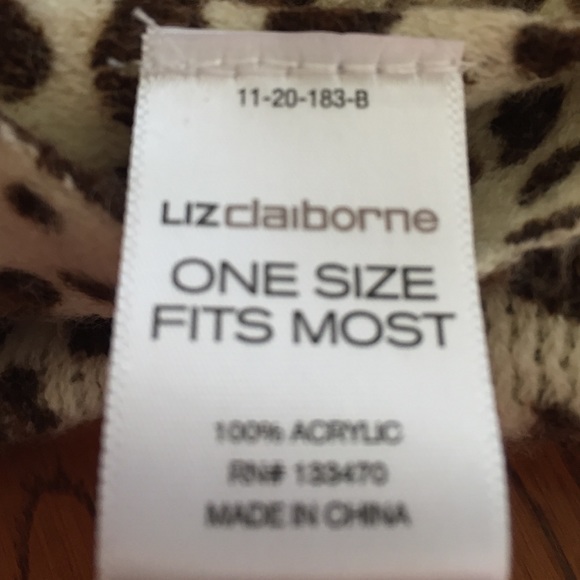 11-20-183-B
LIZclaiborne
ONE SIZE
FITS MOST
100% ACRYLIC
RN# 133470
MADE IN CHINA